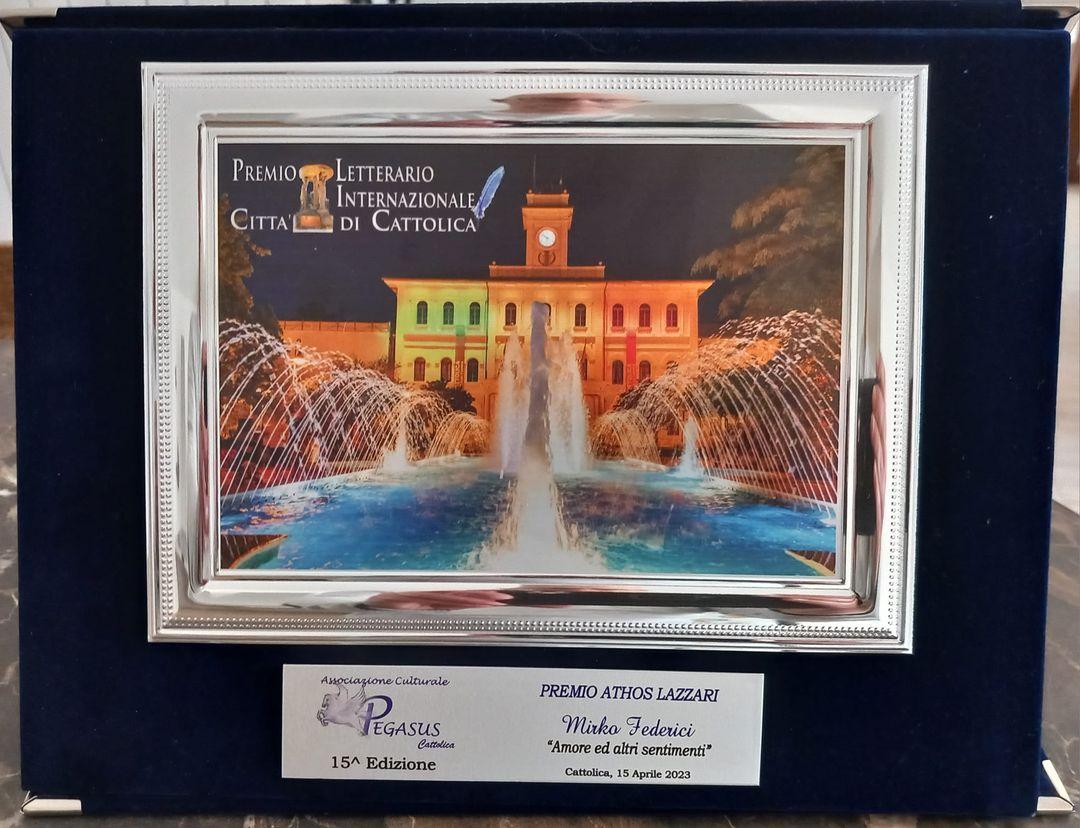 PREMIO LETTERARIO
INTERNAZIONALE
CITTA' DI CATTOLICA
Associazione Culturale
PEGASUS
Cattolica
15^ Edizione
PREMIO ATHOS LAZZARI
Mirko Federici
"Amore ed altri sentimenti"
Cattolica, 15 Aprile 2023